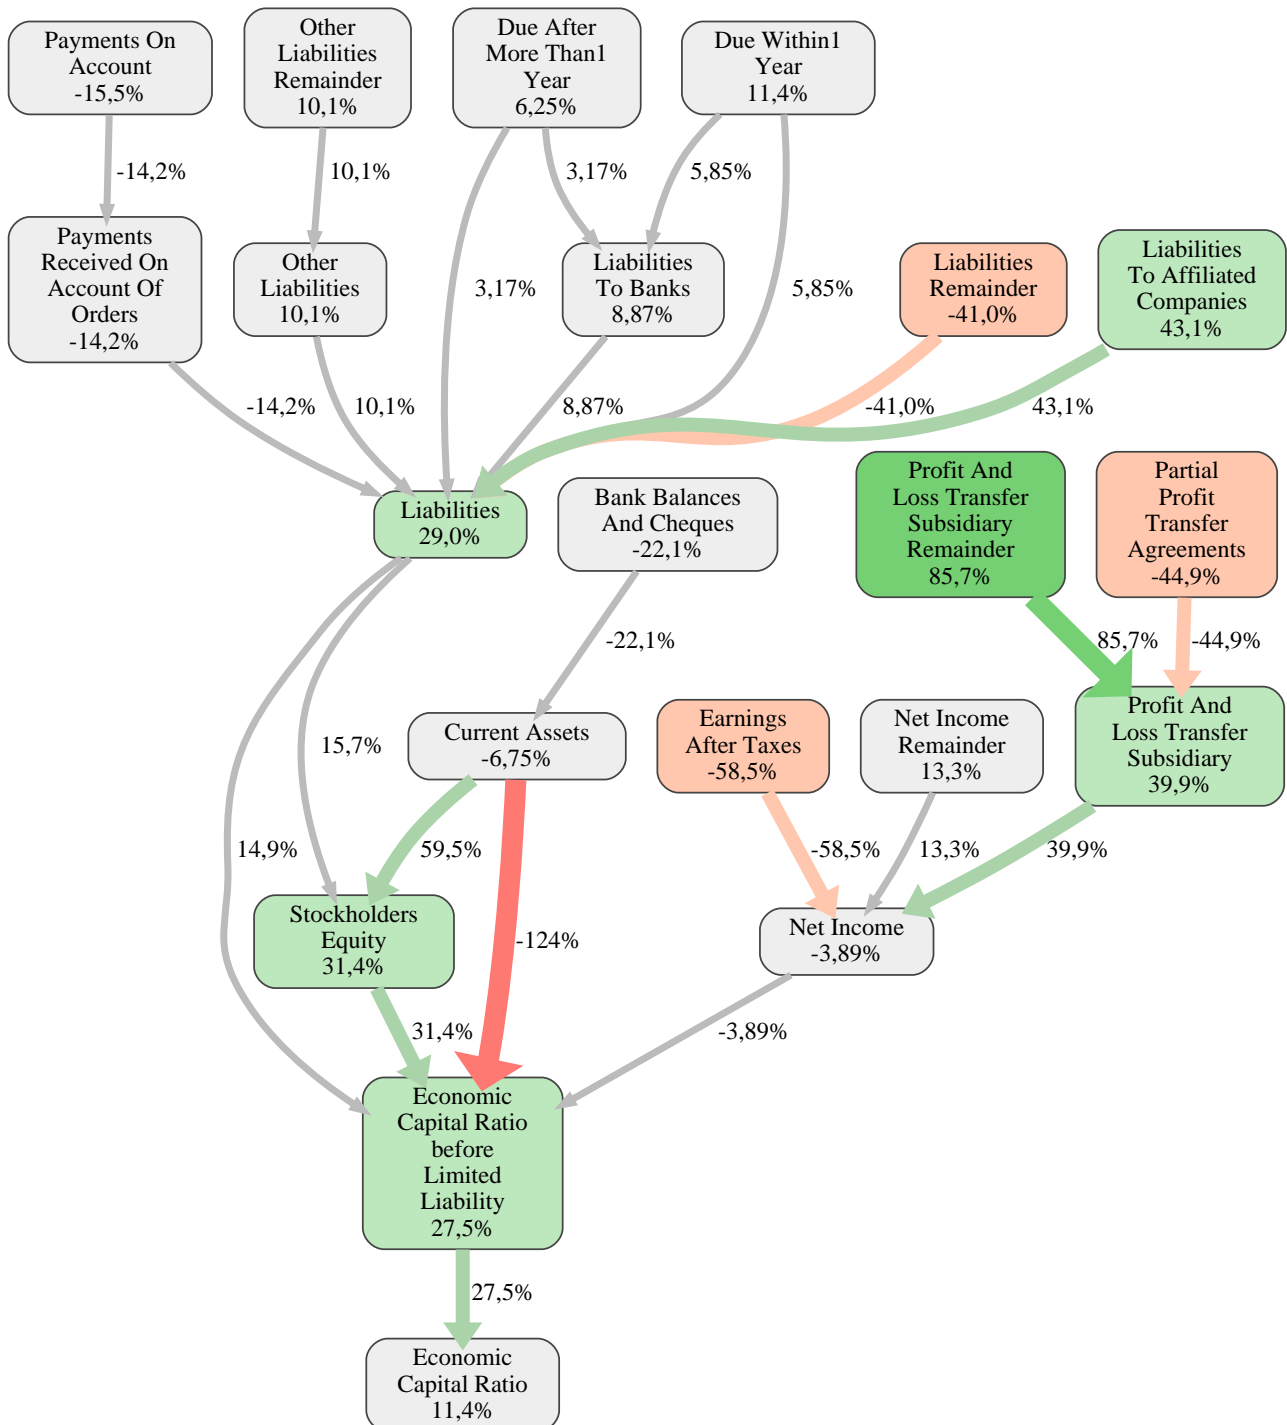 Payments On
Account
-15,5%
Other
Liabilities
Remainder
10,1%
Due After
More Than1
Year
6,25%
Due Within1
Year
11,4%
-14,2%
10,1%
3,17%
5,85%
Payments
Received On
Account Of
Orders
-14,2%
Other
Liabilities
10,1%
3,17%
Liabilities
To Banks
8,87%
5,85%
Liabilities
Remainder
-41,0%
Liabilities
To Affiliated
Companies
43,1%
-14,2%
10,1%
8,87%
-41,0%
43,1%
Liabilities
29,0%
Bank Balances
And Cheques
-22,1%
Profit And
Loss Transfer
Subsidiary
Remainder
85,7%
Partial
Profit
Transfer
Agreements
-44,9%
-22,1%
85,7%
-44,9%
15,7%
Current Assets
-6,75%
Earnings
After Taxes
-58,5%
Net Income
Remainder
13,3%
Profit And
Loss Transfer
Subsidiary
39,9%
14,9%
59,5%
-58,5%
13,3%
39,9%
Stockholders
Equity
31,4%
-124%
Net Income
-3,89%
31,4%
-3,89%
Economic
Capital Ratio
before
Limited
Liability
27,5%
27,5%
Economic
Capital Ratio
11,4%